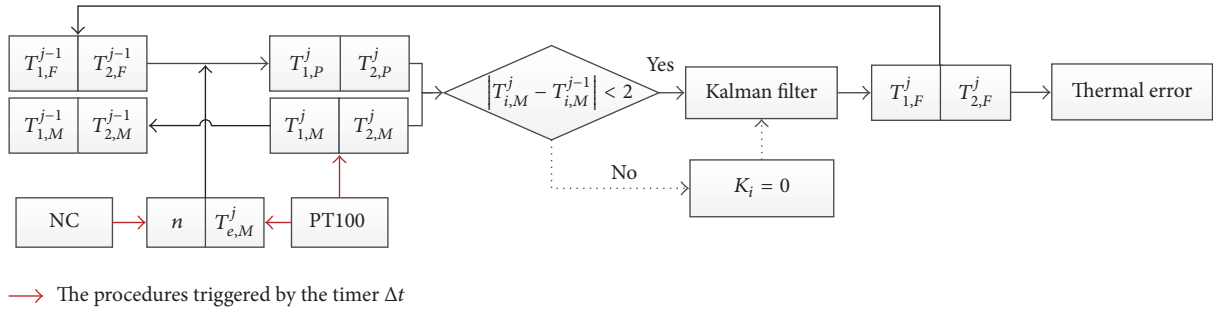 T_{1,F}^{j−1} T_{2,F}^{j−1}
T_{1,P}^{j} T_{2,P}^{j}
T_{1,M}^{j−1} T_{2,M}^{j−1}
T_{1,M}^{j} T_{2,M}^{j}
|T_{i,M}^{j} − T_{i,M}^{j−1}| < 2
Yes
Kalman filter
T_{1,F}^{j} T_{2,F}^{j}
Thermal error
No
K_i = 0
NC
n T_{e,M}^{j}
PT100
The procedures triggered by the timer Δt